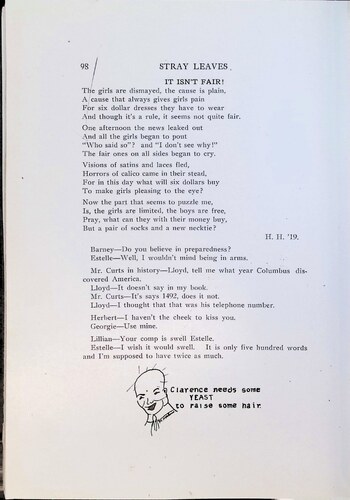 98 STRAY LEAVES
IT ISN'T FAIR!
The girls are dismayed, the cause is plain,
A cause that always gives girls pain
For six dollar dresses they have to wear
And though it's a rule, it seems not quite fair.
One afternoon the news leaked out
And all the girls began to pout
"Who said so"? and "I don't see why!"
The fair ones on all sides began to cry.
Visions of satins and laces fled,
Horrors of calico came in their stead,
For in this day what will six dollars buy
To make girls pleasing to the eye?
Now the part that seems to puzzle me,
Is, the girls are limited, the boys are free,
Pray, what can they with their money buy,
But a pair of socks and a new necktie?
H. H. '19.
Barney—Do you believe in preparedness?
Estelle—Well, I wouldn't mind being in arms.
Mr. Curts in history—Lloyd, tell me what year Columbus dis-
covered America.
Lloyd—It doesn't say in my book.
Mr. Curts—It's says 1492, does it not.
Lloyd—I thought that that was his telephone number.
Herbert—I haven't the cheek to kiss you.
Georgie—Use mine.
Lillian—Your comp is swell Estelle.
Estelle—I wish it would swell. It is only five hundred words
and I'm supposed to have twice as much.
Clarence needs some
YEAST
to raise some hair.